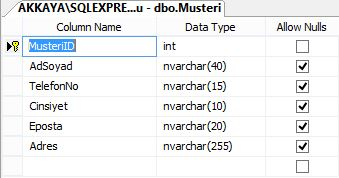 AKKAYA\SQLEXPRE...u - dbo.Musteri
Column Name Data Type Allow Nulls
MusteriID int
AdSoyad nvarchar(40)
TelefonNo nvarchar(15)
Cinsiyet nvarchar(10)
Eposta nvarchar(20)
Adres nvarchar(255)